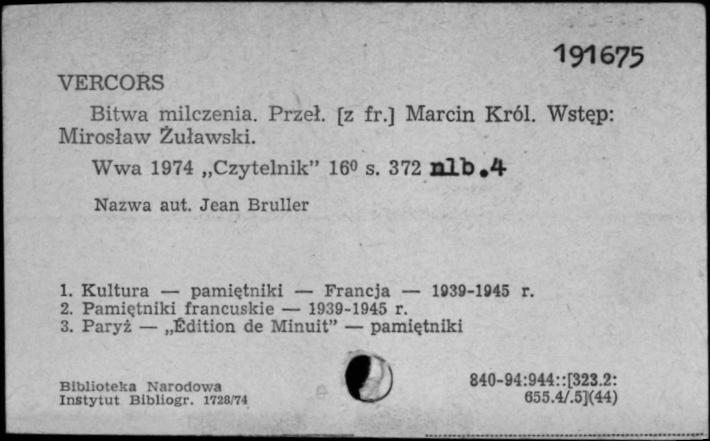 191675
VERCORS
Bitwa milczenia. Przeł. [z fr.] Marcin Król. Wstęp:
Mirosław Żuławski.
Wwa 1974 „Czytelnik” 16⁰ s. 372 nlb.4
Nazwa aut. Jean Bruller
1. Kultura — pamiętniki — Francja — 1939-1945 r.
2. Pamiętniki francuskie — 1939-1945 r.
3. Paryż — „Édition de Minuit” — pamiętniki
Biblioteka Narodowa
Instytut Bibliogr. 1728/74
840-94:944::[323.2:
655.4/.5](44)